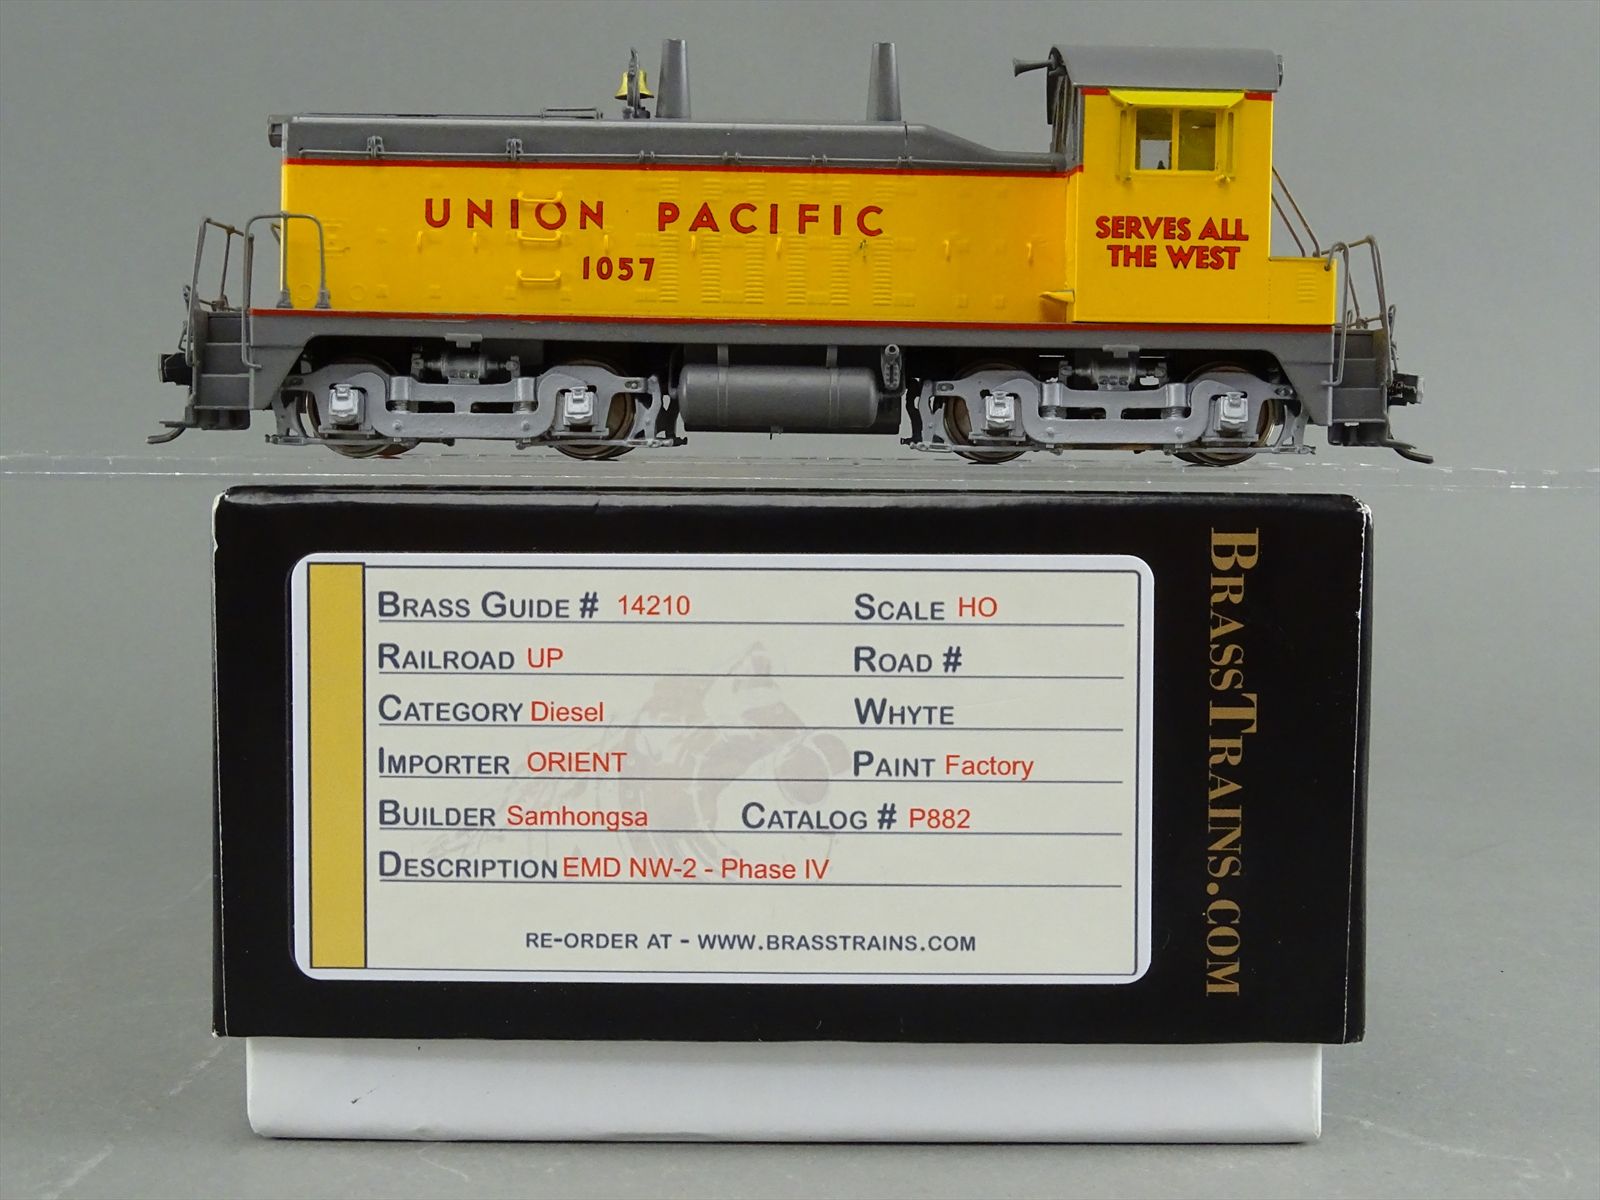 UNION PACIFIC
1057
SERVES ALL
THE WEST
BRASS GUIDE # 14210
SCALE HO
RAILROAD UP
ROAD #
CATEGORY Diesel
WHYTE
IMPORTER ORIENT
PAINT Factory
BUILDER Samhongsa
CATALOG # P882
DESCRIPTION EMD NW-2 - Phase IV
RE-ORDER AT - WWW.BRASSTRAINS.COM
BRASSTRAINS.COM